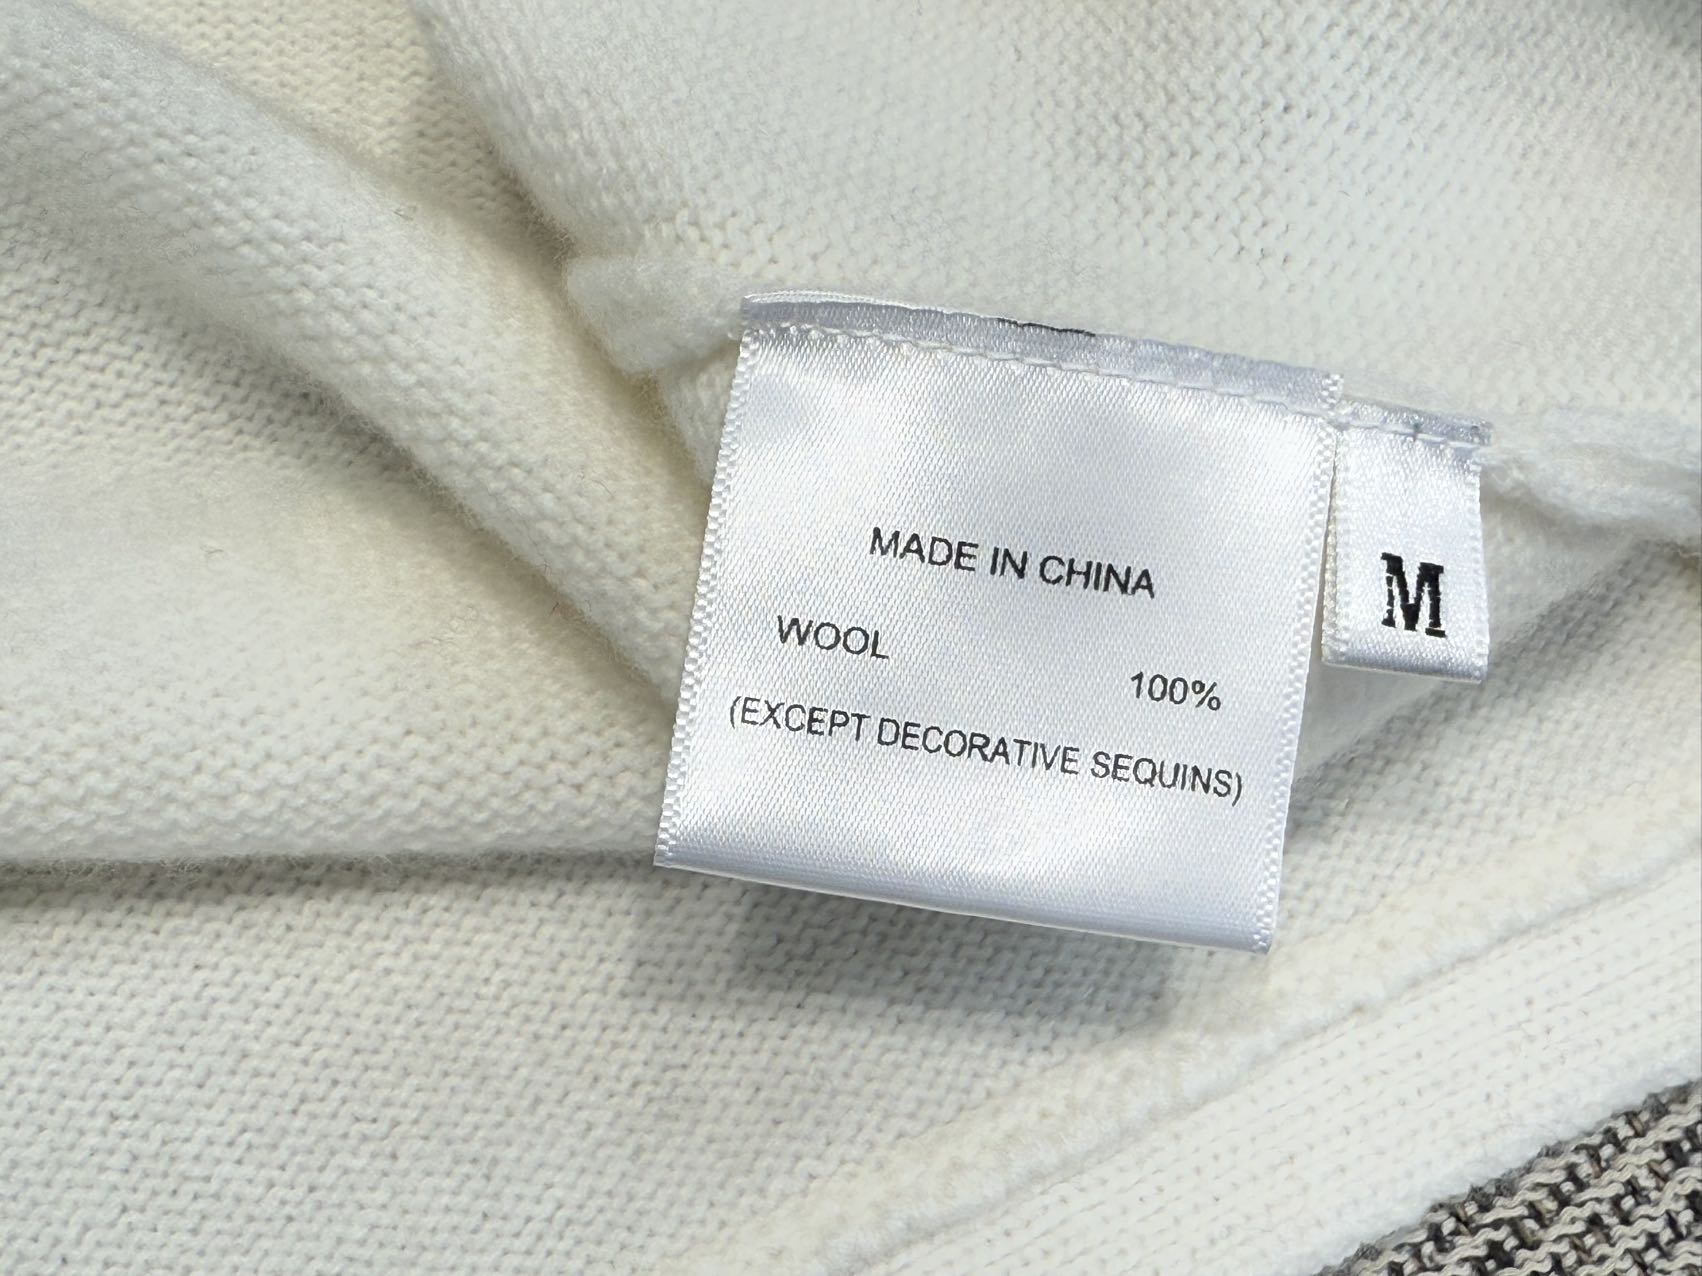 MADE IN CHINA
WOOL 100%
(EXCEPT DECORATIVE SEQUINS)
M